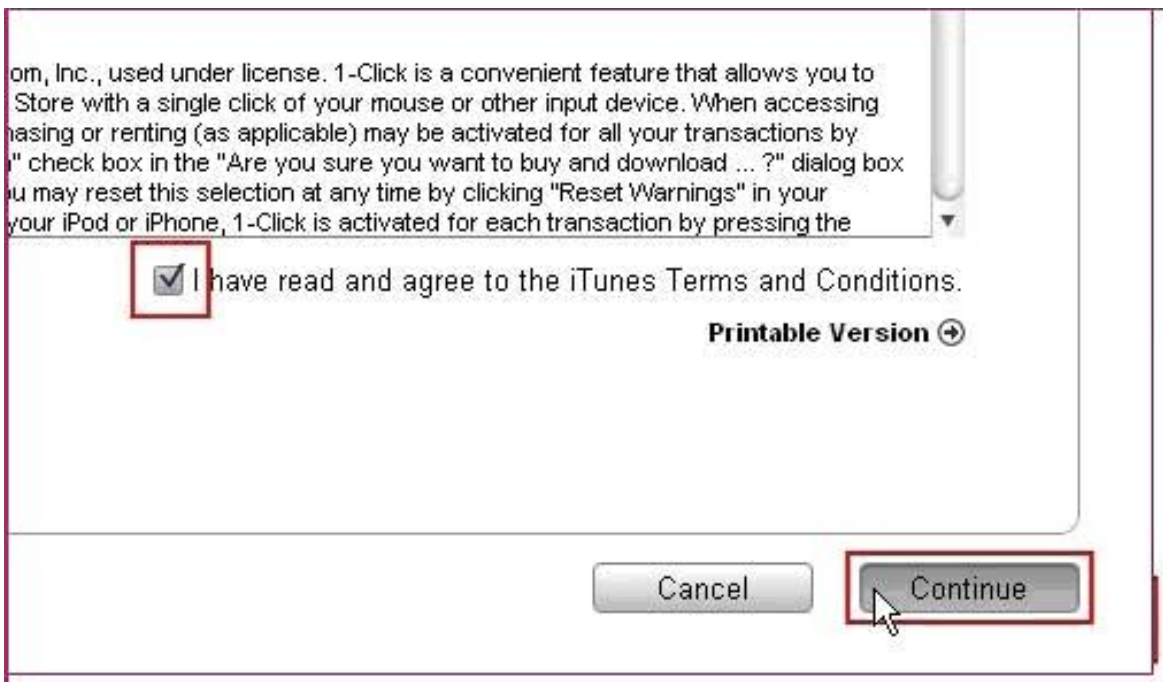 om, Inc., used under license. 1-Click is a convenient feature that allows you to
Store with a single click of your mouse or other input device. When accessing
hasing or renting (as applicable) may be activated for all your transactions by
" check box in the "Are you sure you want to buy and download ... ?" dialog box
ou may reset this selection at any time by clicking "Reset Warnings" in your
your iPod or iPhone, 1-Click is activated for each transaction by pressing the
I have read and agree to the iTunes Terms and Conditions.
Printable Version
Cancel
Continue